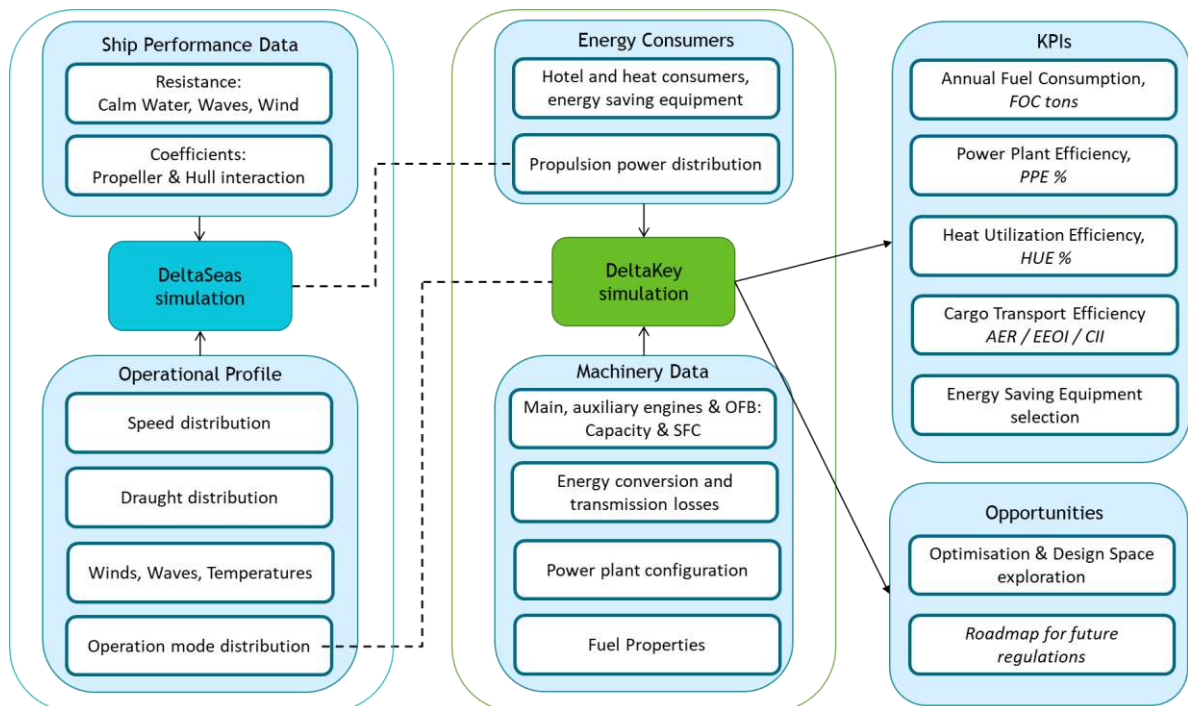 Ship Performance Data
Resistance:
Calm Water, Waves, Wind
Coefficients:
Propeller & Hull interaction
DeltaSeas
simulation
Operational Profile
Speed distribution
Draught distribution
Winds, Waves, Temperatures
Operation mode distribution
Energy Consumers
Hotel and heat consumers,
energy saving equipment
Propulsion power distribution
DeltaKey
simulation
Machinery Data
Main, auxiliary engines & OFB:
Capacity & SFC
Energy conversion and
transmission losses
Power plant configuration
Fuel Properties
KPIs
Annual Fuel Consumption,
FOC tons
Power Plant Efficiency,
PPE %
Heat Utilization Efficiency,
HUE %
Cargo Transport Efficiency
AER / EEOI / CII
Energy Saving Equipment
selection
Opportunities
Optimisation & Design Space
exploration
Roadmap for future
regulations